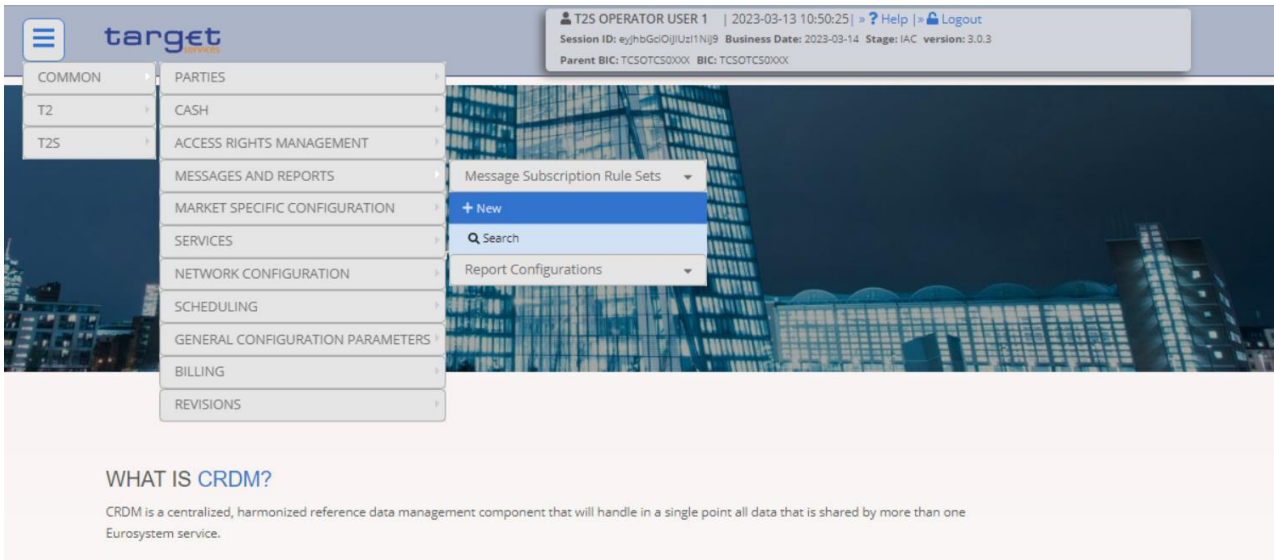 T2S OPERATOR USER 1 | 2023-03-13 10:50:25| » ? Help |» Logout
target
services
Session ID: eyJhbGciOiJIUzI1NiJ9 Business Date: 2023-03-14 Stage: IAC version: 3.0.3
Parent BIC: TCSOTCS0XXX BIC: TCSOTCS0XXX
COMMON
PARTIES
T2
CASH
T2S
ACCESS RIGHTS MANAGEMENT
MESSAGES AND REPORTS
Message Subscription Rule Sets
MARKET SPECIFIC CONFIGURATION
+ New
SERVICES
Search
NETWORK CONFIGURATION
Report Configurations
SCHEDULING
GENERAL CONFIGURATION PARAMETERS
BILLING
REVISIONS
WHAT IS CRDM?
CRDM is a centralized, harmonized reference data management component that will handle in a single point all data that is shared by more than one
Eurosystem service.